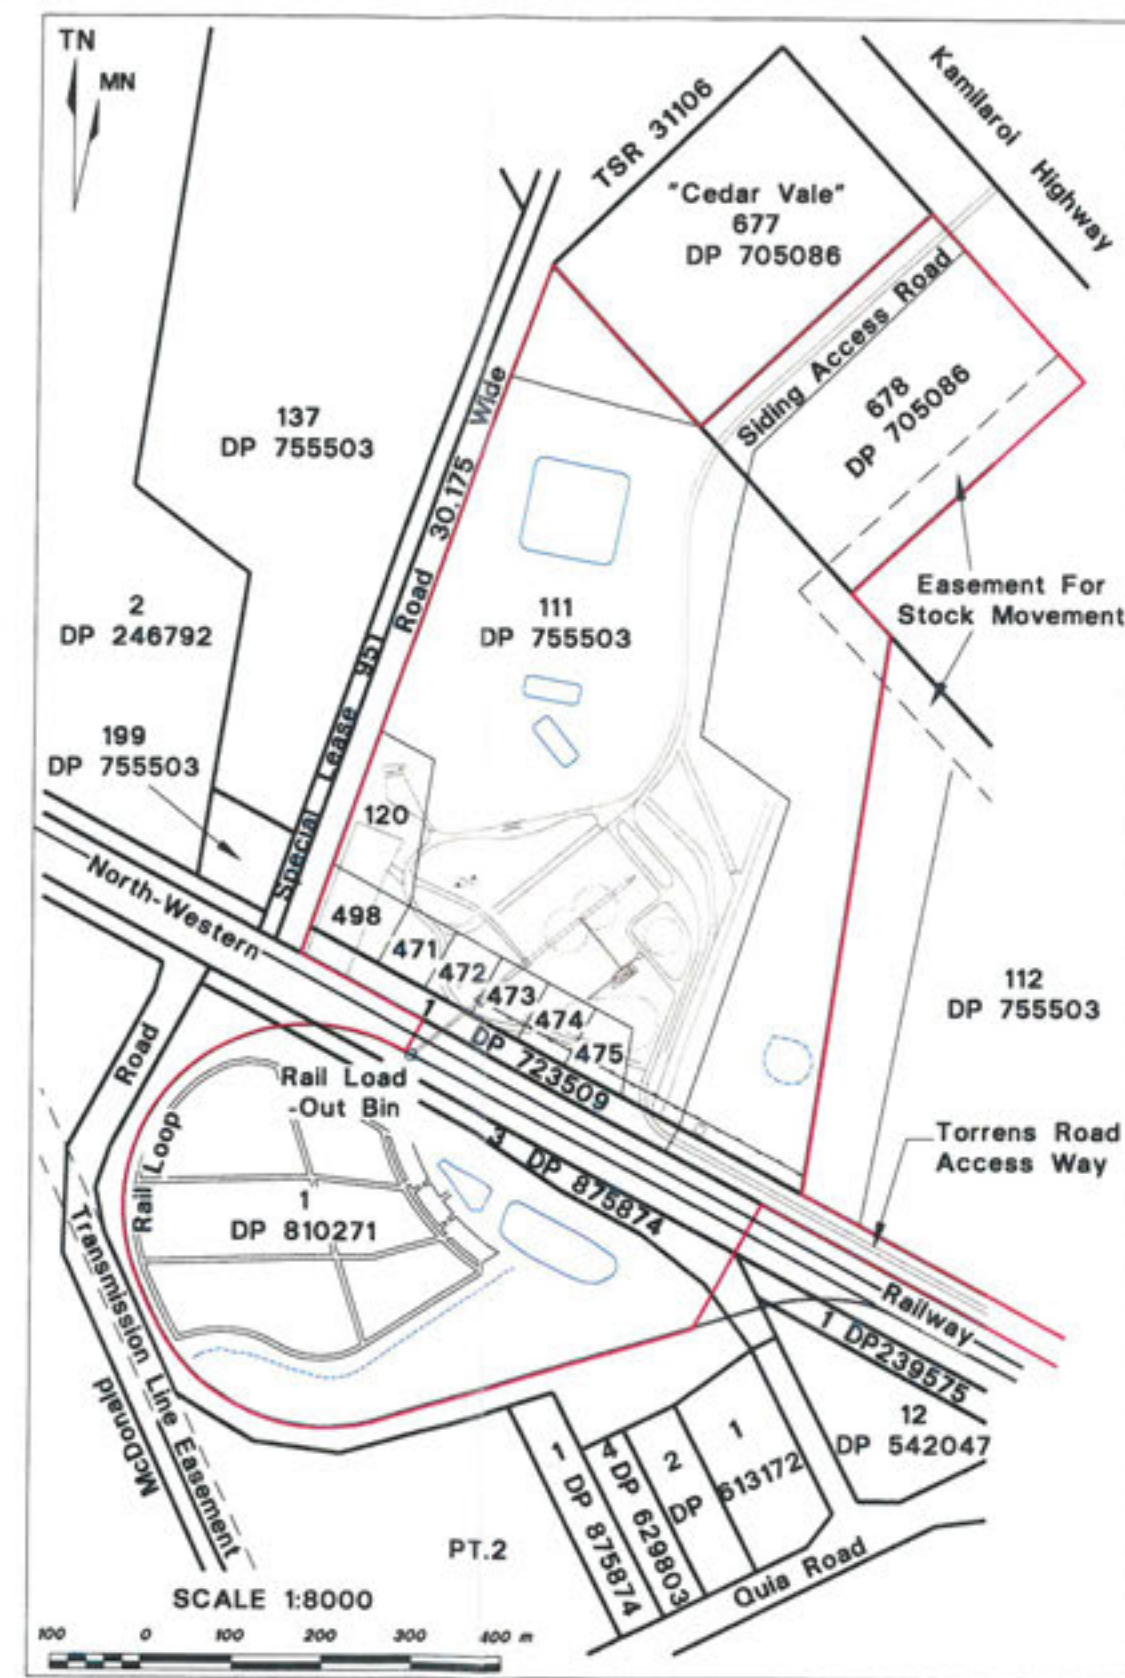 TN
MN
TSR 31106
Kamilaroi Highway
"Cedar Vale"
677
DP 705086
Siding Access Road
678
DP 705086
137
DP 755503
Special Lease 951
Road 30.175 Wide
2
DP 246792
111
DP 755503
Easement For
Stock Movement
199
DP 755503
120
North-Western
498
471
472
473
474
475
1
DP 723509
112
DP 755503
Road
Rail Load
-Out Bin
Rail Loop
3 DP 875874
Torrens Road
Access Way
1
DP 810271
Transmission Line Easement
McDonald
Railway
1 DP239575
12
DP 542047
1 DP 875874
4 DP 629803
2
DP
1
613172
PT.2
Quia Road
SCALE 1:8000
100 0 100 200 300 400 m